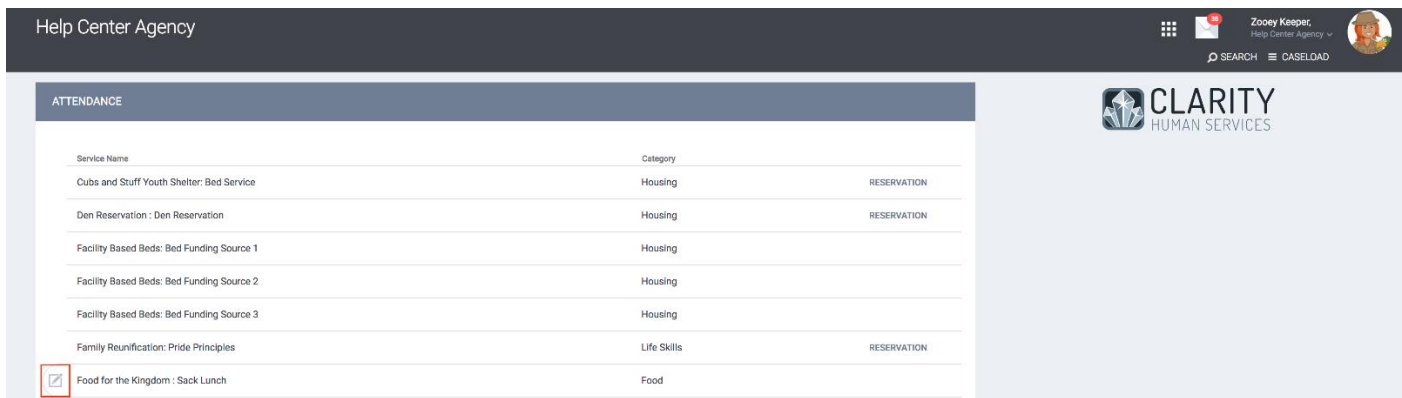 Help Center Agency
38
Zooey Keeper,
Help Center Agency
SEARCH CASELOAD
ATTENDANCE
CLARITY
HUMAN SERVICES
Service Name Category
Cubs and Stuff Youth Shelter: Bed Service Housing RESERVATION
Den Reservation : Den Reservation Housing RESERVATION
Facility Based Beds: Bed Funding Source 1 Housing
Facility Based Beds: Bed Funding Source 2 Housing
Facility Based Beds: Bed Funding Source 3 Housing
Family Reunification: Pride Principles Life Skills RESERVATION
Food for the Kingdom : Sack Lunch Food